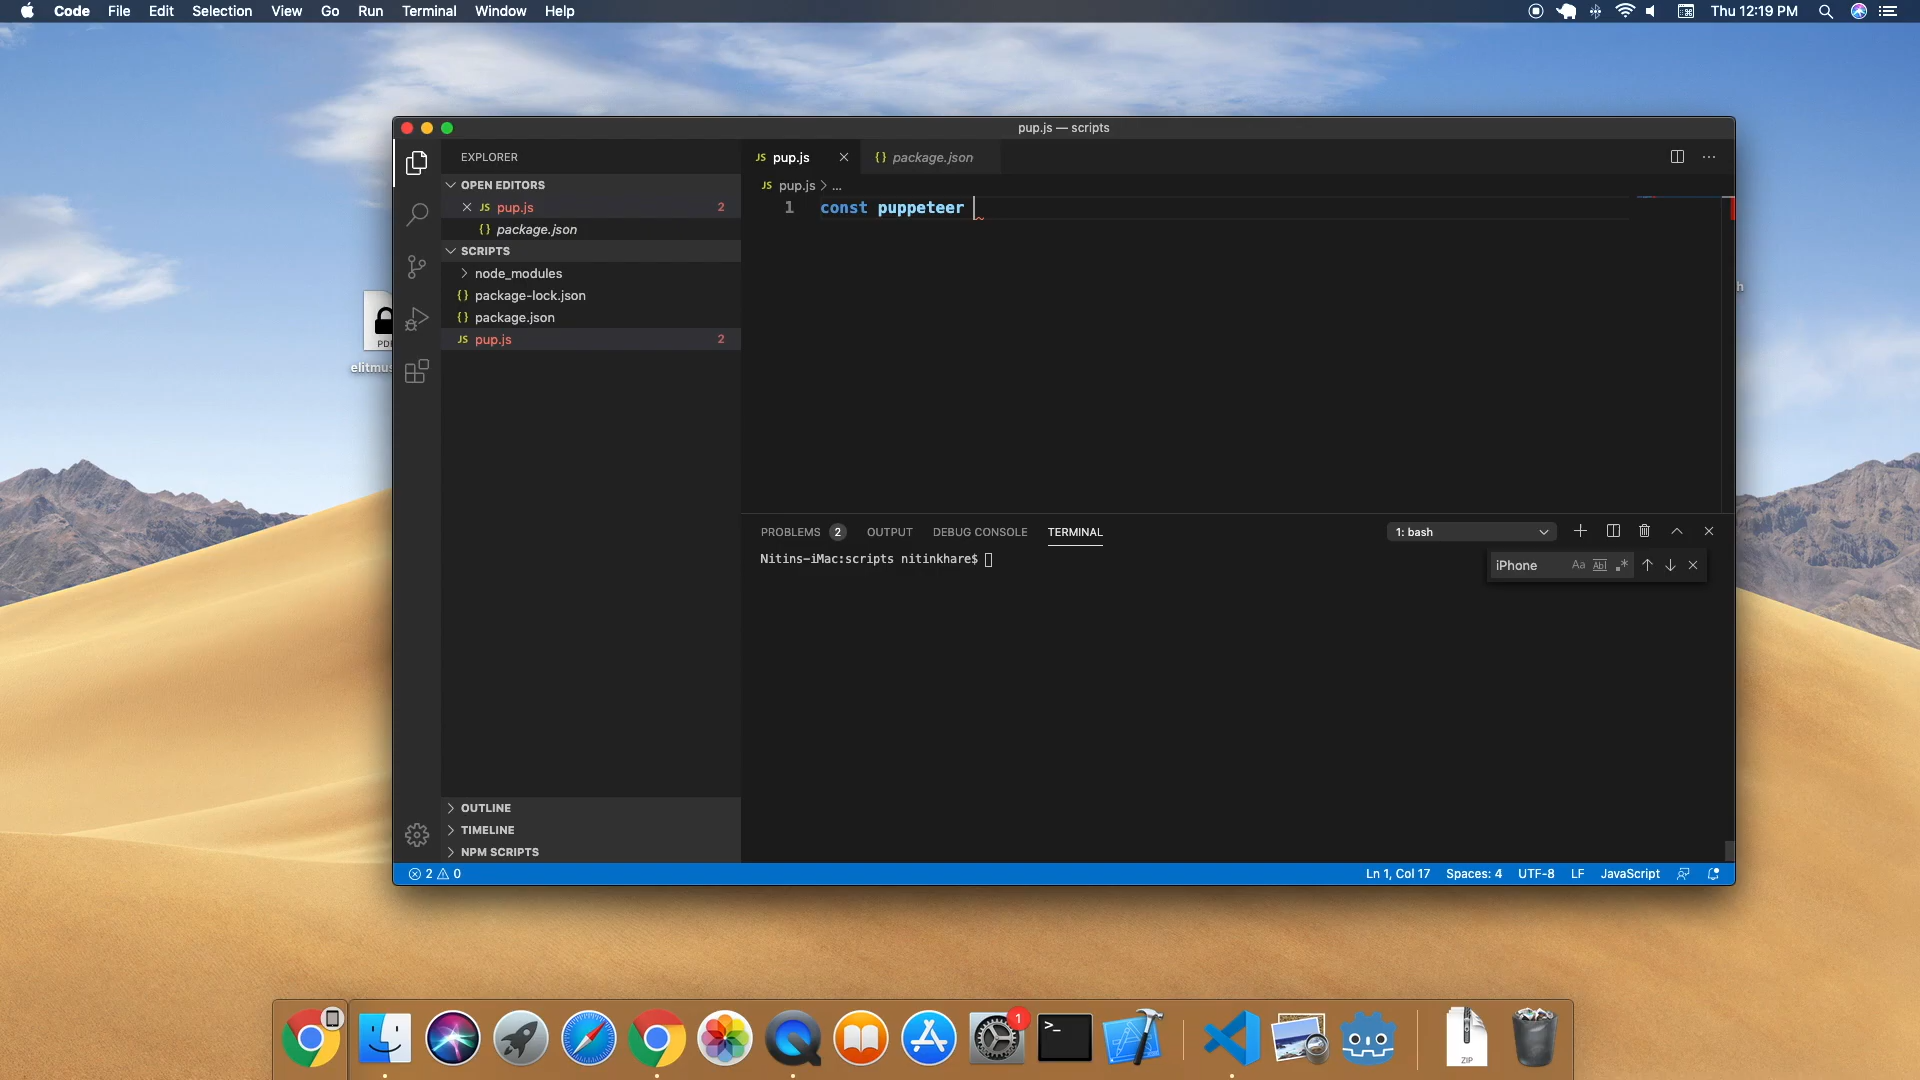 Code File Edit Selection View Go Run Terminal Window Help
Thu 12:19 PM
pup.js — scripts
EXPLORER
OPEN EDITORS
JS pup.js 2
{} package.json
SCRIPTS
node_modules
{} package-lock.json
{} package.json
JS pup.js 2
OUTLINE
TIMELINE
NPM SCRIPTS
JS pup.js
{} package.json
JS pup.js > ...
1 const puppeteer
PROBLEMS 2 OUTPUT DEBUG CONSOLE TERMINAL
1: bash
Nitins-iMac:scripts nitinkhare$
iPhone Aa Abl .*
2 0
Ln 1, Col 17 Spaces: 4 UTF-8 LF JavaScript
PDF
elitmus
h
1
>_
ZIP